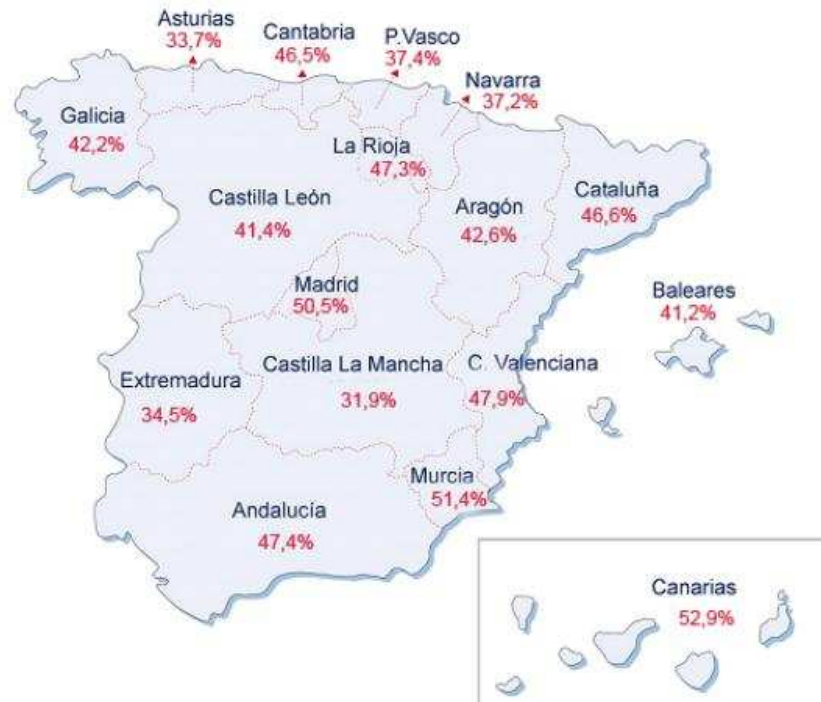 Asturias
33,7%
Cantabria
46,5%
P.Vasco
37,4%
Navarra
37,2%
Galicia
42,2%
La Rioja
47,3%
Castilla León
41,4%
Aragón
42,6%
Cataluña
46,6%
Madrid
50,5%
Baleares
41,2%
Extremadura
34,5%
Castilla La Mancha
31,9%
C. Valenciana
47,9%
Murcia
51,4%
Andalucía
47,4%
Canarias
52,9%